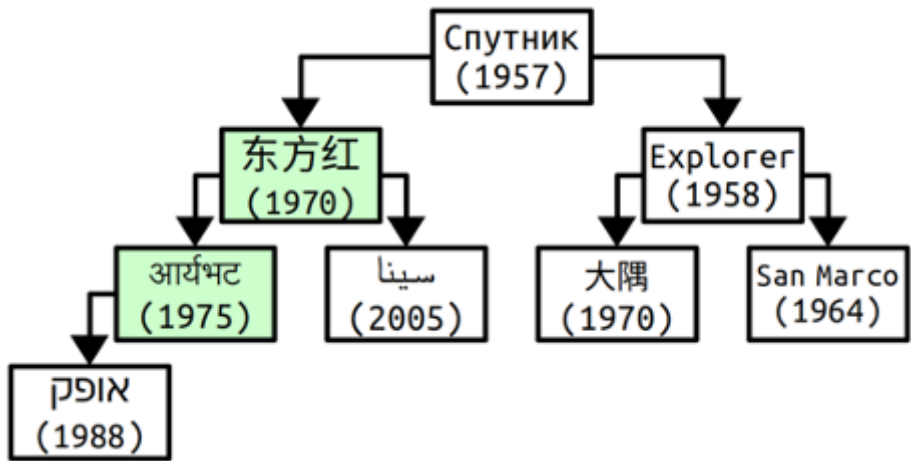 Спутник
(1957)
东方红
(1970)
Explorer
(1958)
आर्यभट
(1975)
سينا
(2005)
大隅
(1970)
San Marco
(1964)
אופק
(1988)